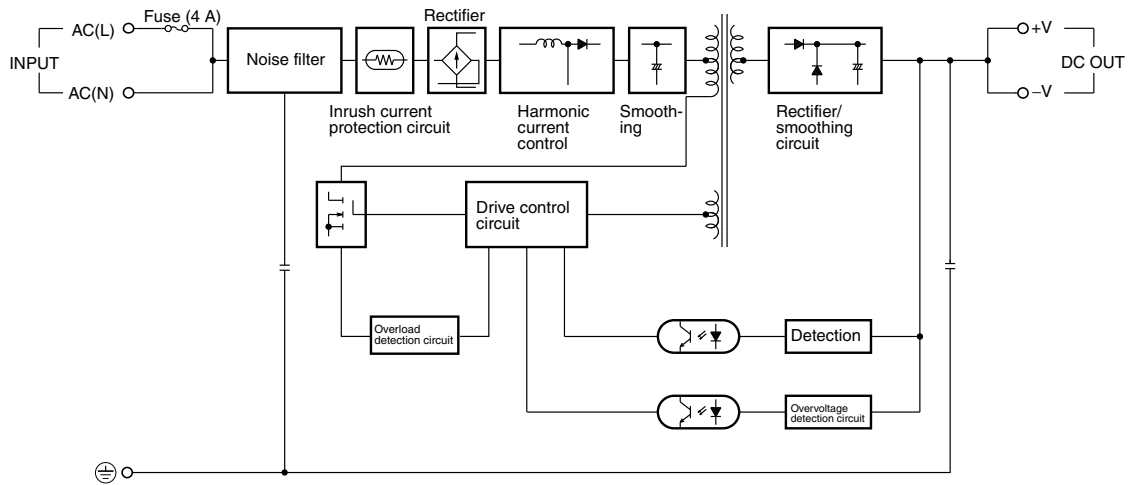 Rectifier
Fuse (4 A)
AC(L)
INPUT
AC(N)
Noise filter
Inrush current
protection circuit
Harmonic
current
control
Smooth-
ing
Rectifier/
smoothing
circuit
+V
DC OUT
−V
Drive control
circuit
Overload
detection circuit
Detection
Overvoltage
detection circuit